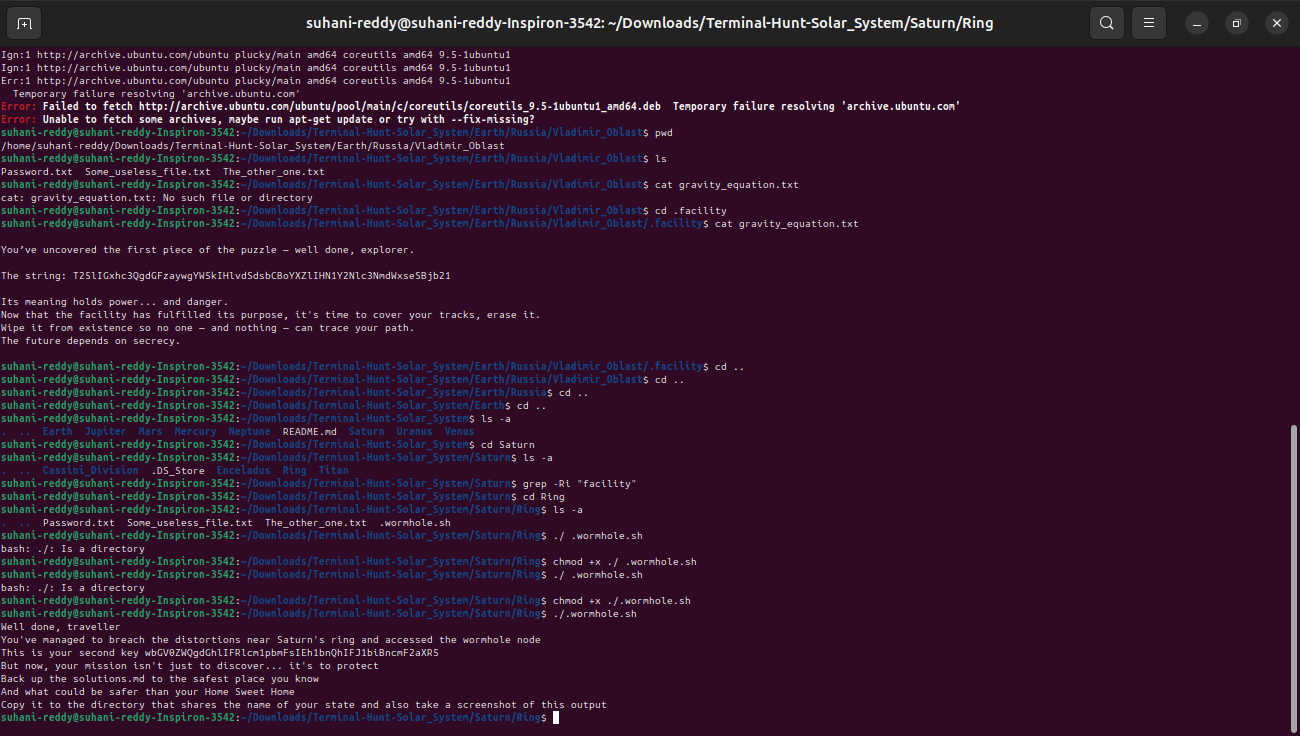 suhani-reddy@suhani-reddy-Inspiron-3542: ~/Downloads/Terminal-Hunt-Solar_System/Saturn/Ring
Ign:1 http://archive.ubuntu.com/ubuntu plucky/main amd64 coreutils amd64 9.5-1ubuntu1
Ign:1 http://archive.ubuntu.com/ubuntu plucky/main amd64 coreutils amd64 9.5-1ubuntu1
Err:1 http://archive.ubuntu.com/ubuntu plucky/main amd64 coreutils amd64 9.5-1ubuntu1
  Temporary failure resolving 'archive.ubuntu.com'
Error: Failed to fetch http://archive.ubuntu.com/ubuntu/pool/main/c/coreutils/coreutils_9.5-1ubuntu1_amd64.deb  Temporary failure resolving 'archive.ubuntu.com'
Error: Unable to fetch some archives, maybe run apt-get update or try with --fix-missing?
suhani-reddy@suhani-reddy-Inspiron-3542:~/Downloads/Terminal-Hunt-Solar_System/Earth/Russia/Vladimir_Oblast$ pwd
/home/suhani-reddy/Downloads/Terminal-Hunt-Solar_System/Earth/Russia/Vladimir_Oblast
suhani-reddy@suhani-reddy-Inspiron-3542:~/Downloads/Terminal-Hunt-Solar_System/Earth/Russia/Vladimir_Oblast$ ls
Password.txt  Some_useless_file.txt  The_other_one.txt
suhani-reddy@suhani-reddy-Inspiron-3542:~/Downloads/Terminal-Hunt-Solar_System/Earth/Russia/Vladimir_Oblast$ cat gravity_equation.txt
cat: gravity_equation.txt: No such file or directory
suhani-reddy@suhani-reddy-Inspiron-3542:~/Downloads/Terminal-Hunt-Solar_System/Earth/Russia/Vladimir_Oblast$ cd .facility
suhani-reddy@suhani-reddy-Inspiron-3542:~/Downloads/Terminal-Hunt-Solar_System/Earth/Russia/Vladimir_Oblast/.facility$ cat gravity_equation.txt
You’ve uncovered the first piece of the puzzle — well done, explorer.
The string: T25lIGxhc3QgdGFzaywgYW5kIHlvdSdsbCBoYXZlIHN1Y2Nlc3NmdWxseSBjb21
Its meaning holds power... and danger.
Now that the facility has fulfilled its purpose, it's time to cover your tracks, erase it.
Wipe it from existence so no one — and nothing — can trace your path.
The future depends on secrecy.
suhani-reddy@suhani-reddy-Inspiron-3542:~/Downloads/Terminal-Hunt-Solar_System/Earth/Russia/Vladimir_Oblast/.facility$ cd ..
suhani-reddy@suhani-reddy-Inspiron-3542:~/Downloads/Terminal-Hunt-Solar_System/Earth/Russia/Vladimir_Oblast$ cd ..
suhani-reddy@suhani-reddy-Inspiron-3542:~/Downloads/Terminal-Hunt-Solar_System/Earth/Russia$ cd ..
suhani-reddy@suhani-reddy-Inspiron-3542:~/Downloads/Terminal-Hunt-Solar_System/Earth$ cd ..
suhani-reddy@suhani-reddy-Inspiron-3542:~/Downloads/Terminal-Hunt-Solar_System$ ls -a
.  ..  Earth  Jupiter  Mars  Mercury  Neptune  README.md  Saturn  Uranus  Venus
suhani-reddy@suhani-reddy-Inspiron-3542:~/Downloads/Terminal-Hunt-Solar_System$ cd Saturn
suhani-reddy@suhani-reddy-Inspiron-3542:~/Downloads/Terminal-Hunt-Solar_System/Saturn$ ls -a
.  ..  Cassini_Division  .DS_Store  Enceladus  Ring  Titan
suhani-reddy@suhani-reddy-Inspiron-3542:~/Downloads/Terminal-Hunt-Solar_System/Saturn$ grep -Ri "facility"
suhani-reddy@suhani-reddy-Inspiron-3542:~/Downloads/Terminal-Hunt-Solar_System/Saturn$ cd Ring
suhani-reddy@suhani-reddy-Inspiron-3542:~/Downloads/Terminal-Hunt-Solar_System/Saturn/Ring$ ls -a
.  ..  Password.txt  Some_useless_file.txt  The_other_one.txt  .wormhole.sh
suhani-reddy@suhani-reddy-Inspiron-3542:~/Downloads/Terminal-Hunt-Solar_System/Saturn/Ring$ ./ .wormhole.sh
bash: ./: Is a directory
suhani-reddy@suhani-reddy-Inspiron-3542:~/Downloads/Terminal-Hunt-Solar_System/Saturn/Ring$ chmod +x ./ .wormhole.sh
suhani-reddy@suhani-reddy-Inspiron-3542:~/Downloads/Terminal-Hunt-Solar_System/Saturn/Ring$ ./ .wormhole.sh
bash: ./: Is a directory
suhani-reddy@suhani-reddy-Inspiron-3542:~/Downloads/Terminal-Hunt-Solar_System/Saturn/Ring$ chmod +x ./.wormhole.sh
suhani-reddy@suhani-reddy-Inspiron-3542:~/Downloads/Terminal-Hunt-Solar_System/Saturn/Ring$ ./.wormhole.sh
Well done, traveller
You've managed to breach the distortions near Saturn's ring and accessed the wormhole node
This is your second key wbGV0ZWQgdGhlIFRlcm1pbmFsIEh1bnQhIFJ1biBncmF2aXR5
But now, your mission isn't just to discover... it's to protect
Back up the solutions.md to the safest place you know
And what could be safer than your Home Sweet Home
Copy it to the directory that shares the name of your state and also take a screenshot of this output
suhani-reddy@suhani-reddy-Inspiron-3542:~/Downloads/Terminal-Hunt-Solar_System/Saturn/Ring$